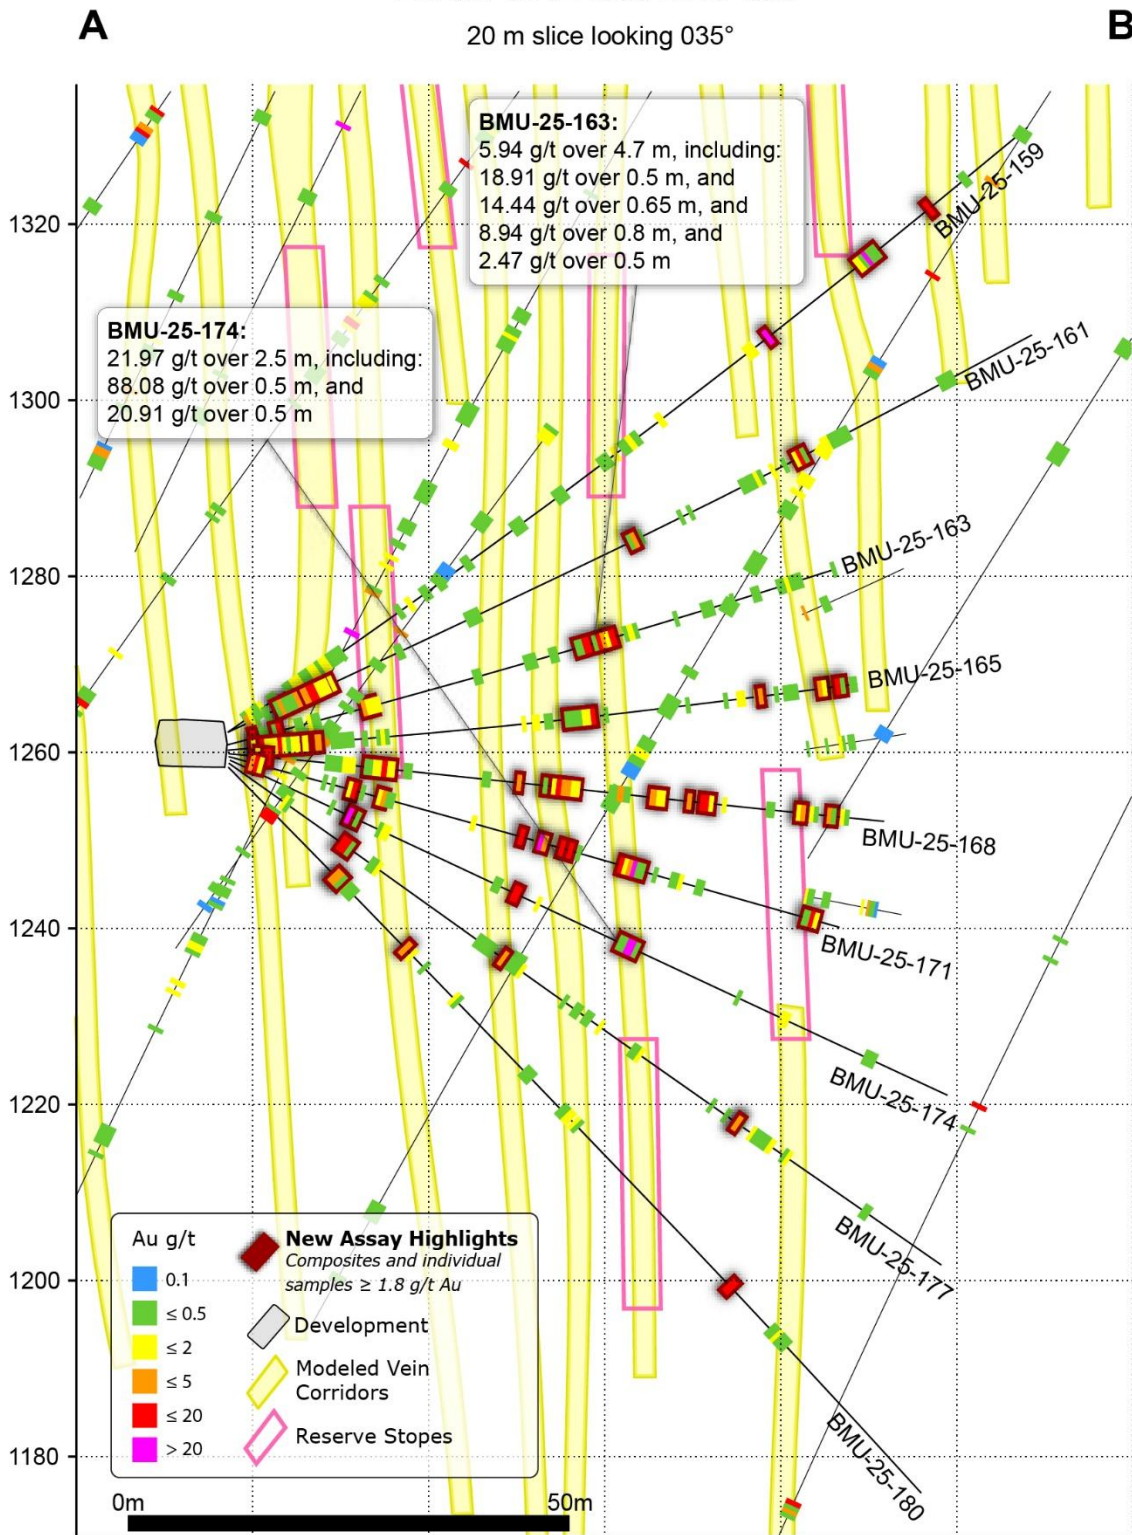 A
B
20 m slice looking 035°
BMU-25-163:
5.94 g/t over 4.7 m, including:
18.91 g/t over 0.5 m, and
14.44 g/t over 0.65 m, and
8.94 g/t over 0.8 m, and
2.47 g/t over 0.5 m
BMU-25-174:
21.97 g/t over 2.5 m, including:
88.08 g/t over 0.5 m, and
20.91 g/t over 0.5 m
1320
1300
1280
1260
1240
1220
1200
1180
BMU-25-159
BMU-25-161
BMU-25-163
BMU-25-165
BMU-25-168
BMU-25-171
BMU-25-174
BMU-25-177
BMU-25-180
Au g/t
0.1
≤ 0.5
≤ 2
≤ 5
≤ 20
> 20
New Assay Highlights
Composites and individual
samples ≥ 1.8 g/t Au
Development
Modeled Vein
Corridors
Reserve Stopes
0m
50m